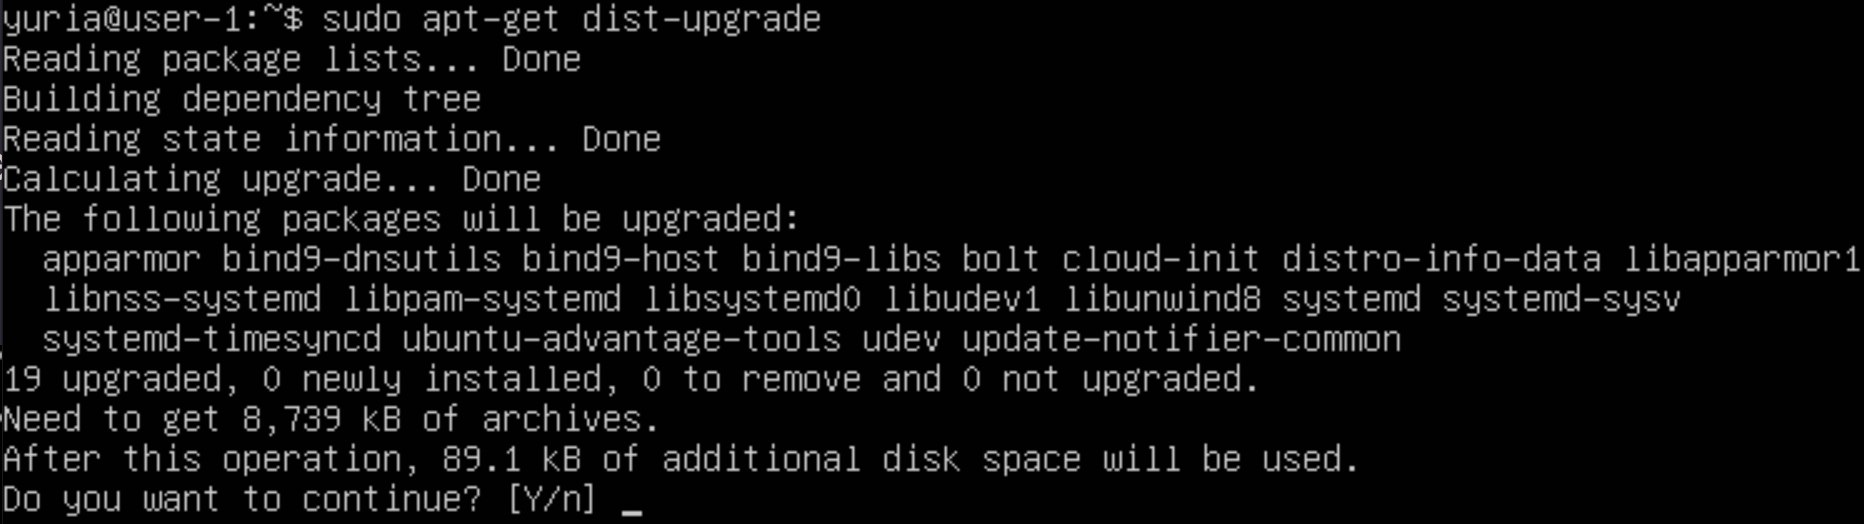 yuria@user-1:~$ sudo apt-get dist-upgrade
Reading package lists... Done
Building dependency tree
Reading state information... Done
Calculating upgrade... Done
The following packages will be upgraded:
  apparmor bind9-dnsutils bind9-host bind9-libs bolt cloud-init distro-info-data libapparmor1
  libnss-systemd libpam-systemd libsystemd0 libudev1 libunwind8 systemd systemd-sysv
  systemd-timesyncd ubuntu-advantage-tools udev update-notifier-common
19 upgraded, 0 newly installed, 0 to remove and 0 not upgraded.
Need to get 8,739 kB of archives.
After this operation, 89.1 kB of additional disk space will be used.
Do you want to continue? [Y/n] _